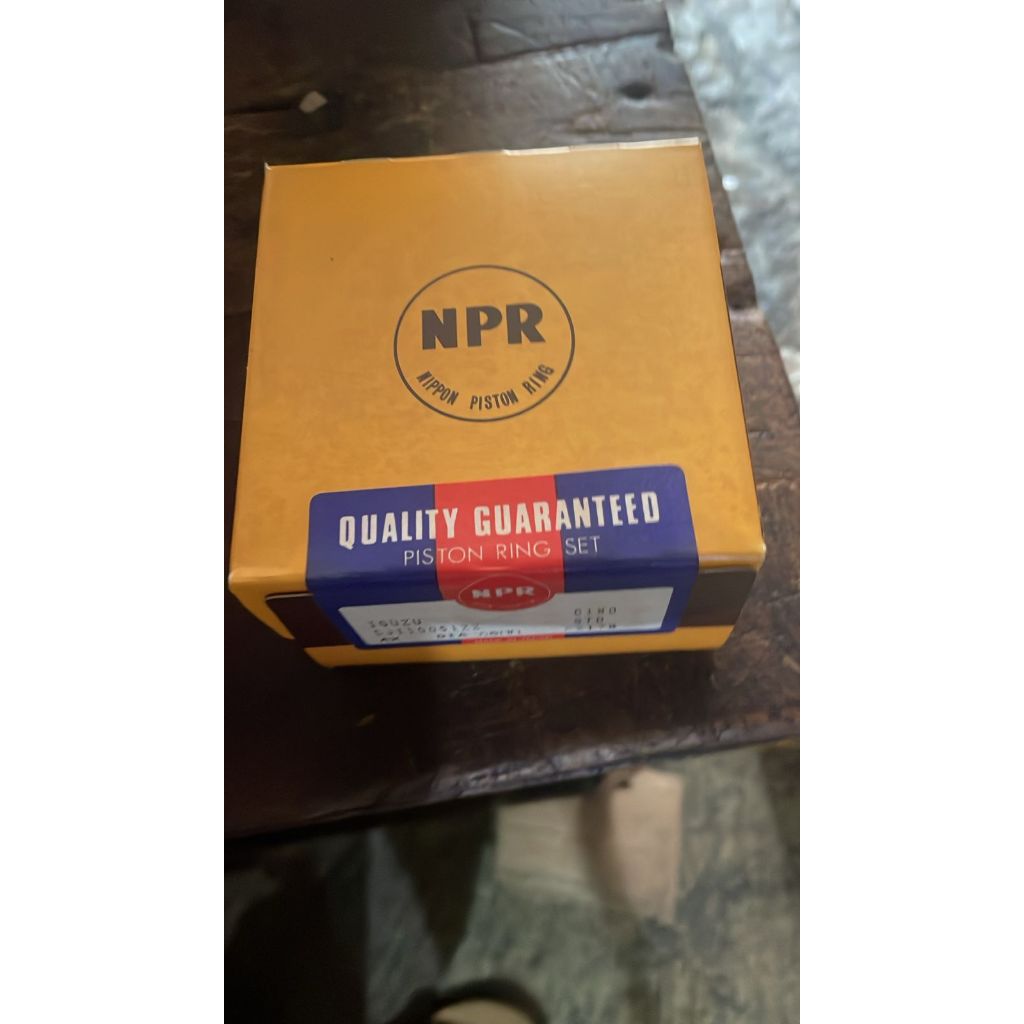 NPR
NIPPON PISTON RING
QUALITY GUARANTEED
PISTON RING SET
NPR
ISUZU
STD